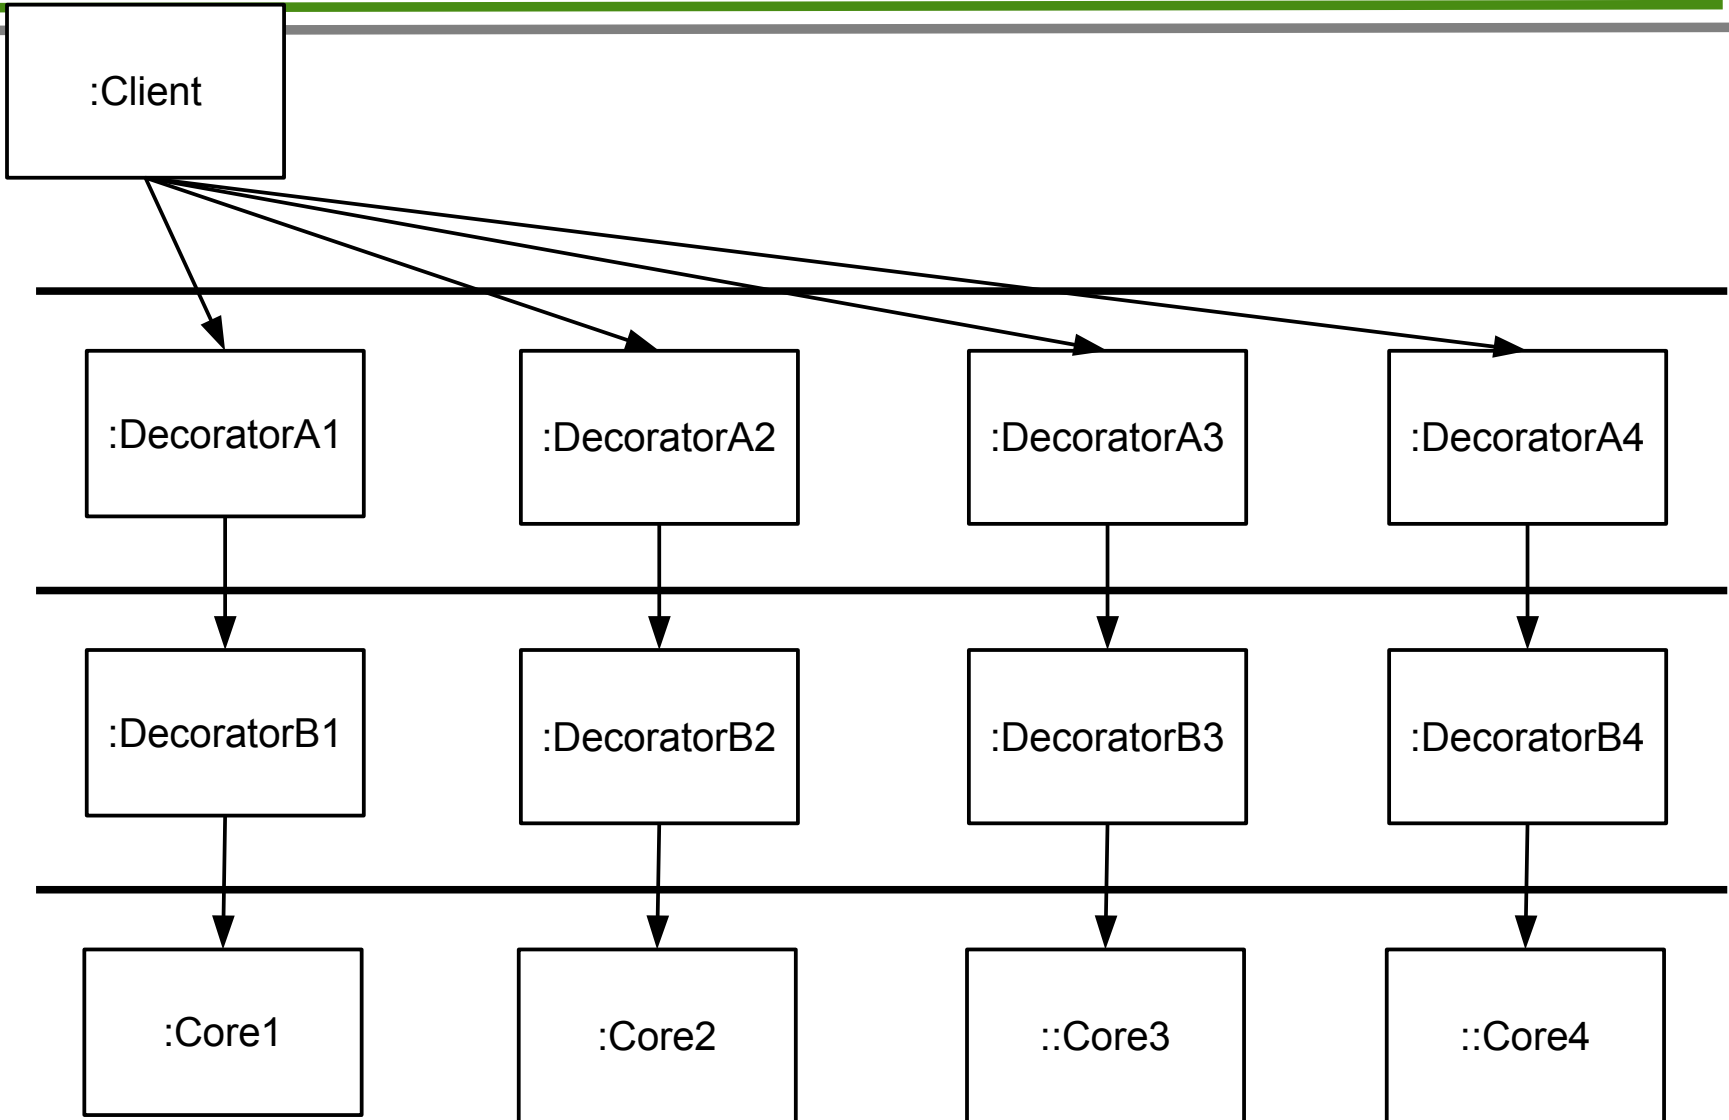 :Client
:DecoratorA1
:DecoratorA2
:DecoratorA3
:DecoratorA4
:DecoratorB1
:DecoratorB2
:DecoratorB3
:DecoratorB4
:Core1
:Core2
::Core3
::Core4